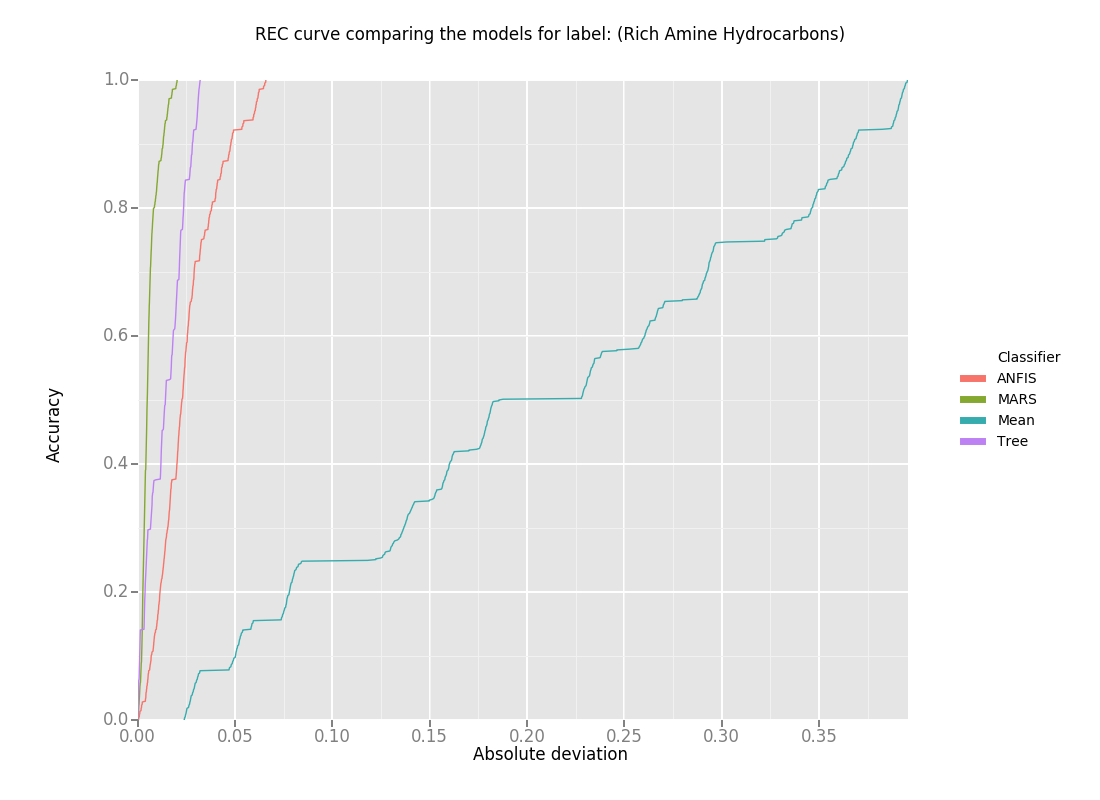 REC curve comparing the models for label: (Rich Amine Hydrocarbons)
1.0
0.8
0.6
0.4
0.2
0.0
Accuracy
0.00 0.05 0.10 0.15 0.20 0.25 0.30 0.35
Absolute deviation
Classifier
ANFIS
MARS
Mean
Tree